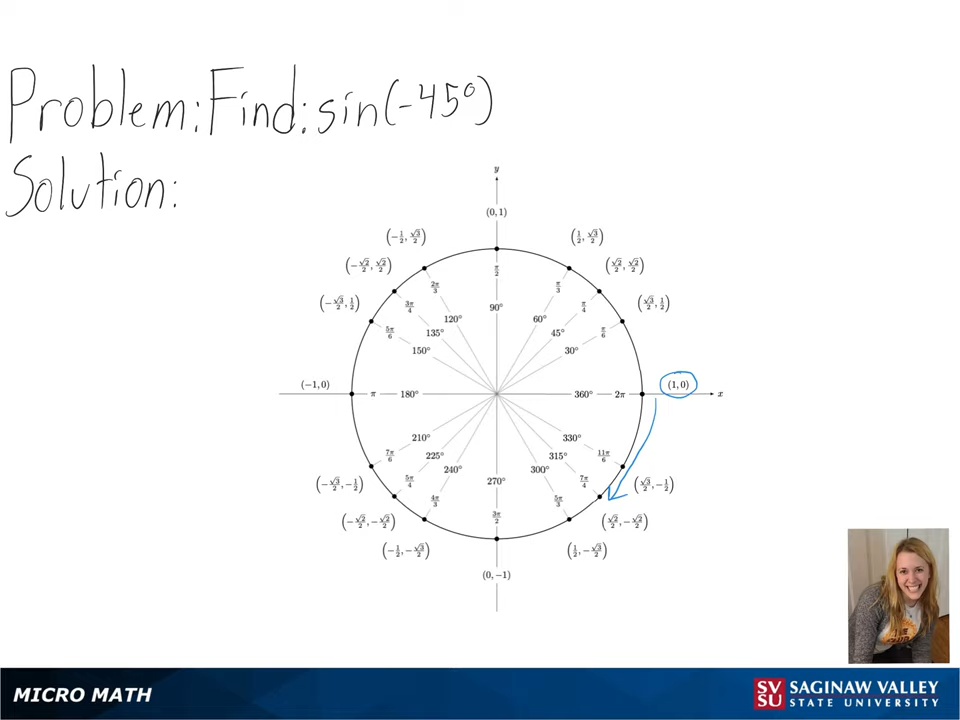 Problem: Find: sin(-45°)
Solution:
y
(0, 1)
(-1/2, √3/2) (1/2, √3/2)
(-√2/2, √2/2) (√2/2, √2/2)
π/2
2π/3 π/3
(-√3/2, 1/2) 3π/4 π/4 (√3/2, 1/2)
90°
120° 60°
5π/6 135° 45° π/6
150° 30°
(-1, 0) (1, 0)
π 180° 360° 2π x
210° 330°
7π/6 225° 315° 11π/6
240° 300°
(-√3/2, -1/2) 5π/4 270° 7π/4 (√3/2, -1/2)
4π/3 5π/3
3π/2
(-√2/2, -√2/2) (√2/2, -√2/2)
(-1/2, -√3/2) (1/2, -√3/2)
(0, -1)
MICRO MATH
SV SU SAGINAW VALLEY
STATE UNIVERSITY